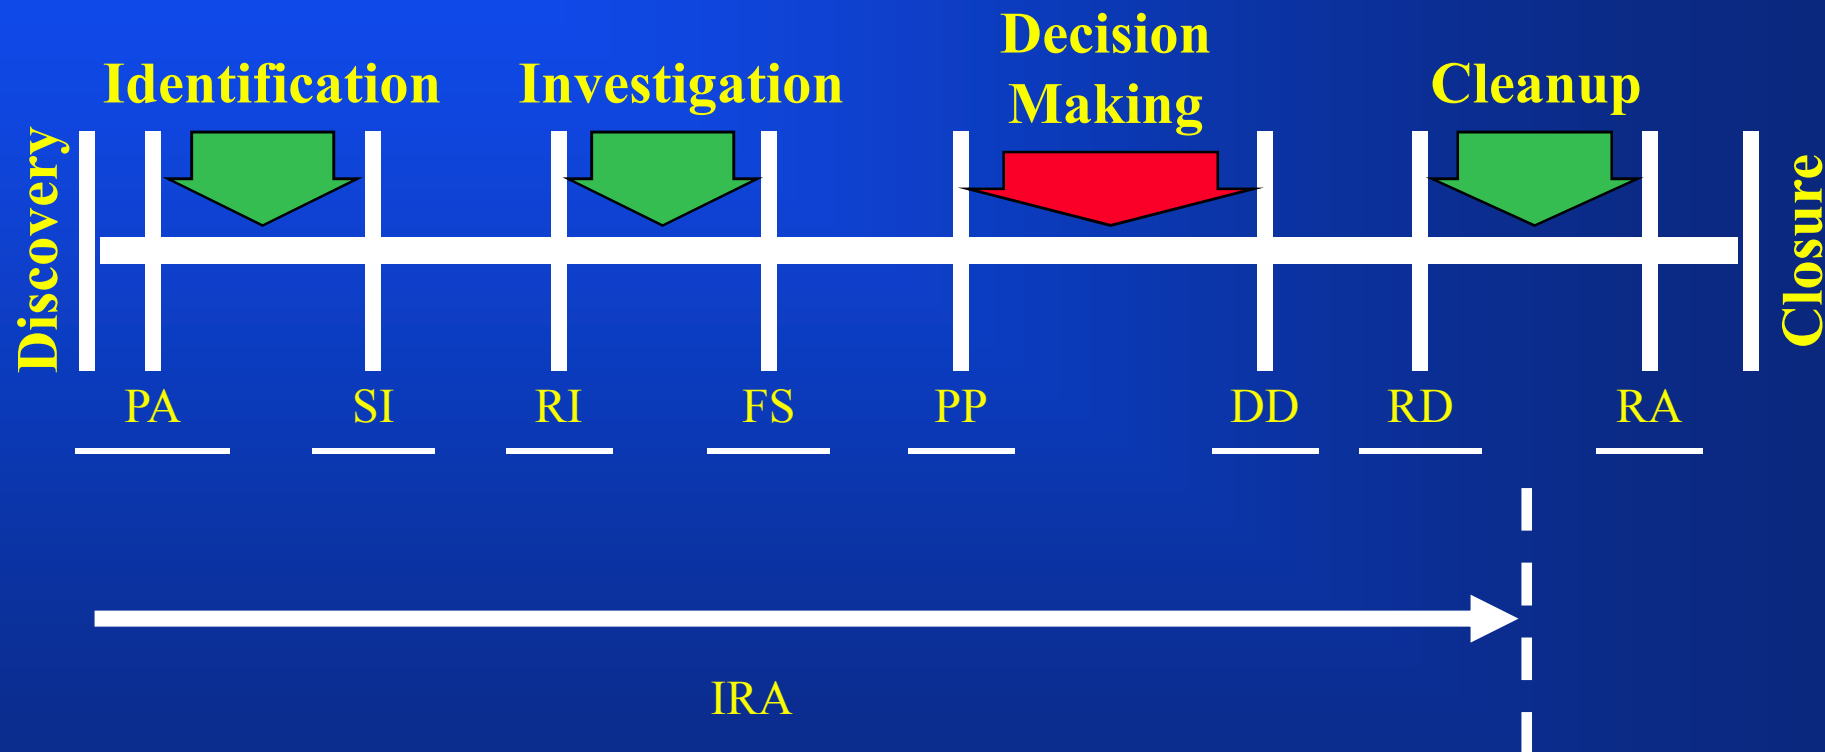 Discovery
Identification
Investigation
Decision
Making
Cleanup
Closure
PA
SI
RI
FS
PP
DD
RD
RA
IRA